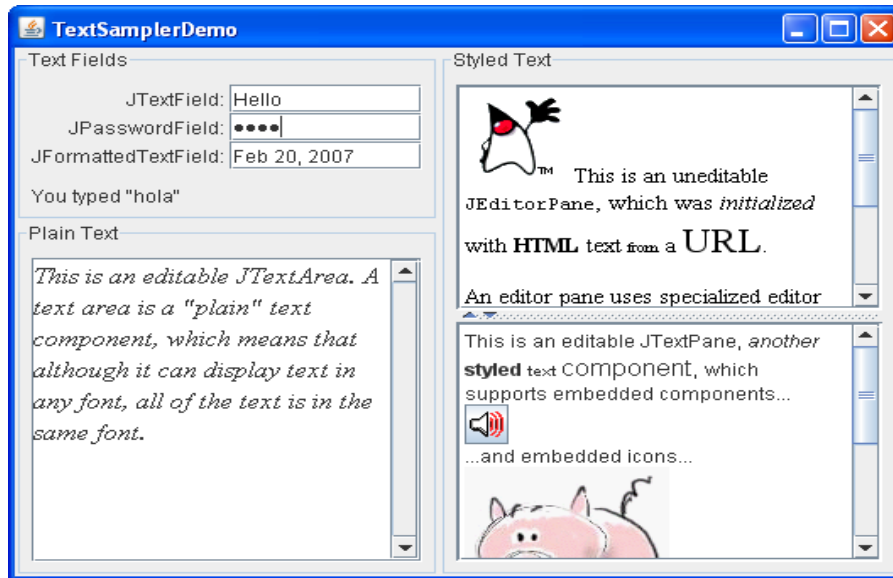 TextSamplerDemo
Text Fields
JTextField: Hello
JPasswordField: ●●●●
JFormattedTextField: Feb 20, 2007
You typed "hola"
Plain Text
This is an editable JTextArea. A
text area is a "plain" text
component, which means that
although it can display text in
any font, all of the text is in the
same font.
Styled Text
TM This is an uneditable
JEditorPane, which was initialized
with HTML text from a URL.
An editor pane uses specialized editor
This is an editable JTextPane, another
styled text component, which
supports embedded components...
...and embedded icons...